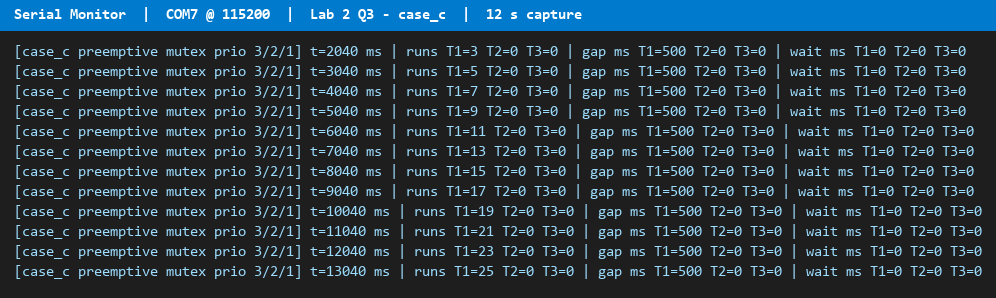 Serial Monitor | COM7 @ 115200 | Lab 2 Q3 - case_c | 12 s capture
[case_c preemptive mutex prio 3/2/1] t=2040 ms | runs T1=3 T2=0 T3=0 | gap ms T1=500 T2=0 T3=0 | wait ms T1=0 T2=0 T3=0
[case_c preemptive mutex prio 3/2/1] t=3040 ms | runs T1=5 T2=0 T3=0 | gap ms T1=500 T2=0 T3=0 | wait ms T1=0 T2=0 T3=0
[case_c preemptive mutex prio 3/2/1] t=4040 ms | runs T1=7 T2=0 T3=0 | gap ms T1=500 T2=0 T3=0 | wait ms T1=0 T2=0 T3=0
[case_c preemptive mutex prio 3/2/1] t=5040 ms | runs T1=9 T2=0 T3=0 | gap ms T1=500 T2=0 T3=0 | wait ms T1=0 T2=0 T3=0
[case_c preemptive mutex prio 3/2/1] t=6040 ms | runs T1=11 T2=0 T3=0 | gap ms T1=500 T2=0 T3=0 | wait ms T1=0 T2=0 T3=0
[case_c preemptive mutex prio 3/2/1] t=7040 ms | runs T1=13 T2=0 T3=0 | gap ms T1=500 T2=0 T3=0 | wait ms T1=0 T2=0 T3=0
[case_c preemptive mutex prio 3/2/1] t=8040 ms | runs T1=15 T2=0 T3=0 | gap ms T1=500 T2=0 T3=0 | wait ms T1=0 T2=0 T3=0
[case_c preemptive mutex prio 3/2/1] t=9040 ms | runs T1=17 T2=0 T3=0 | gap ms T1=500 T2=0 T3=0 | wait ms T1=0 T2=0 T3=0
[case_c preemptive mutex prio 3/2/1] t=10040 ms | runs T1=19 T2=0 T3=0 | gap ms T1=500 T2=0 T3=0 | wait ms T1=0 T2=0 T3=0
[case_c preemptive mutex prio 3/2/1] t=11040 ms | runs T1=21 T2=0 T3=0 | gap ms T1=500 T2=0 T3=0 | wait ms T1=0 T2=0 T3=0
[case_c preemptive mutex prio 3/2/1] t=12040 ms | runs T1=23 T2=0 T3=0 | gap ms T1=500 T2=0 T3=0 | wait ms T1=0 T2=0 T3=0
[case_c preemptive mutex prio 3/2/1] t=13040 ms | runs T1=25 T2=0 T3=0 | gap ms T1=500 T2=0 T3=0 | wait ms T1=0 T2=0 T3=0